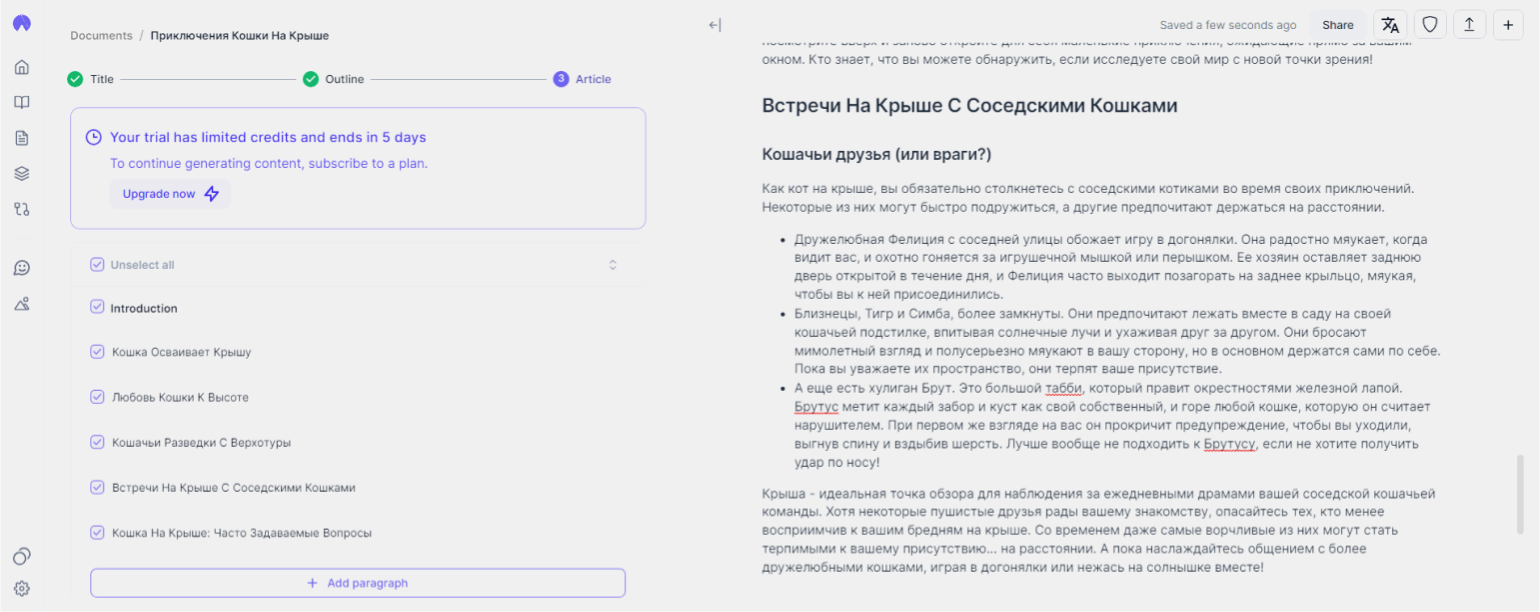 Documents / Приключения Кошки На Крыше
Title
Outline
3 Article
Your trial has limited credits and ends in 5 days
To continue generating content, subscribe to a plan.
Upgrade now
Unselect all
Introduction
Кошка Осваивает Крышу
Любовь Кошки К Высоте
Кошачьи Разведки С Верхотуры
Встречи На Крыше С Соседскими Кошками
Кошка На Крыше: Часто Задаваемые Вопросы
+ Add paragraph
Saved a few seconds ago
Share
посмотрите вверх и заново откройте для себя маленькие приключения, ожидающие прямо за вашим
окном. Кто знает, что вы можете обнаружить, если исследуете свой мир с новой точки зрения!
Встречи На Крыше С Соседскими Кошками
Кошачьи друзья (или враги?)
Как кот на крыше, вы обязательно столкнетесь с соседскими котиками во время своих приключений.
Некоторые из них могут быстро подружиться, а другие предпочитают держаться на расстоянии.
• Дружелюбная Фелиция с соседней улицы обожает игру в догонялки. Она радостно мяукает, когда
видит вас, и охотно гоняется за игрушечной мышкой или перышком. Ее хозяин оставляет заднюю
дверь открытой в течение дня, и Фелиция часто выходит позагорать на заднее крыльцо, мяукая,
чтобы вы к ней присоединились.
• Близнецы, Тигр и Симба, более замкнуты. Они предпочитают лежать вместе в саду на своей
кошачьей подстилке, впитывая солнечные лучи и ухаживая друг за другом. Они бросают
мимолетный взгляд и полусерьезно мяукают в вашу сторону, но в основном держатся сами по себе.
Пока вы уважаете их пространство, они терпят ваше присутствие.
• А еще есть хулиган Брут. Это большой табби, который правит окрестностями железной лапой.
Брутус метит каждый забор и куст как свой собственный, и горе любой кошке, которую он считает
нарушителем. При первом же взгляде на вас он прокричит предупреждение, чтобы вы уходили,
выгнув спину и вздыбив шерсть. Лучше вообще не подходить к Брутусу, если не хотите получить
удар по носу!
Крыша - идеальная точка обзора для наблюдения за ежедневными драмами вашей соседской кошачьей
команды. Хотя некоторые пушистые друзья рады вашему знакомству, опасайтесь тех, кто менее
восприимчив к вашим бредням на крыше. Со временем даже самые ворчливые из них могут стать
терпимыми к вашему присутствию... на расстоянии. А пока наслаждайтесь общением с более
дружелюбными кошками, играя в догонялки или нежась на солнышке вместе!